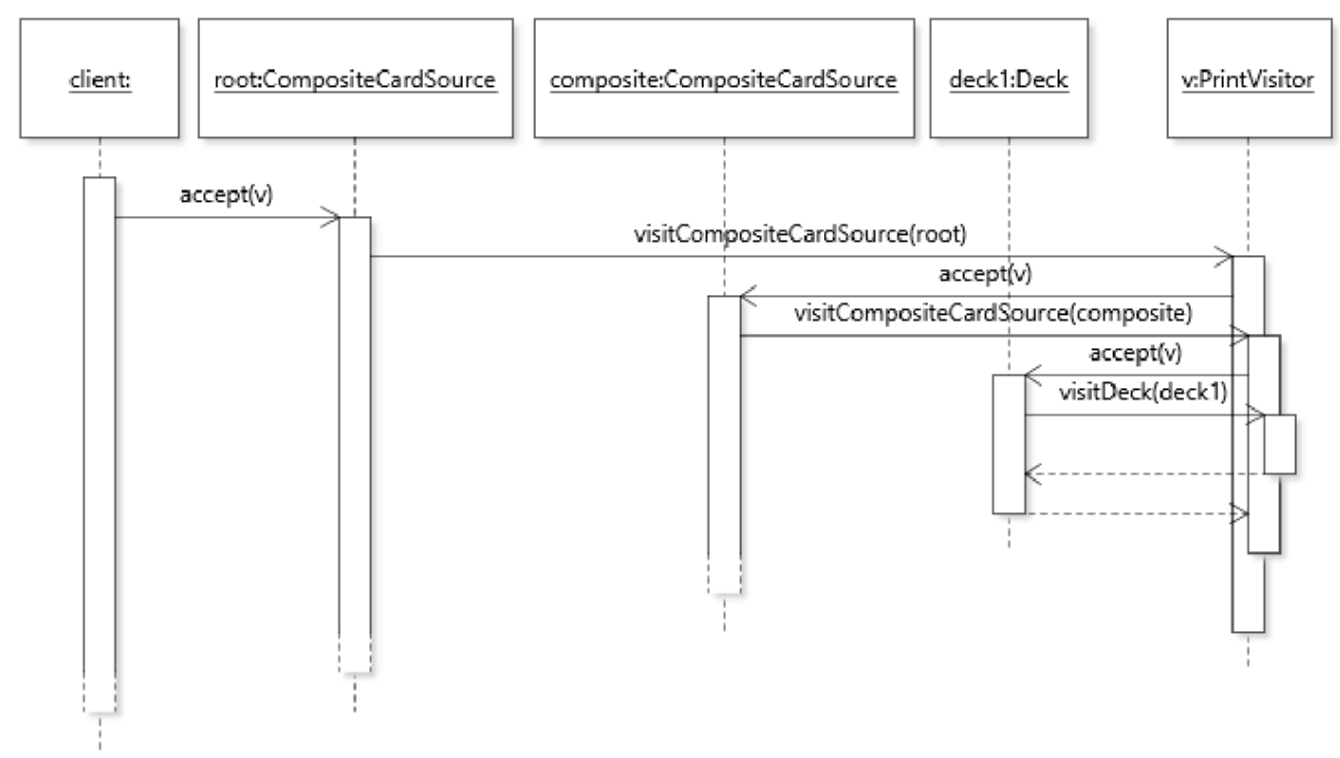 client:
root:CompositeCardSource
composite:CompositeCardSource
deck1:Deck
v:PrintVisitor
accept(v)
visitCompositeCardSource(root)
accept(v)
visitCompositeCardSource(composite)
accept(v)
visitDeck(deck1)